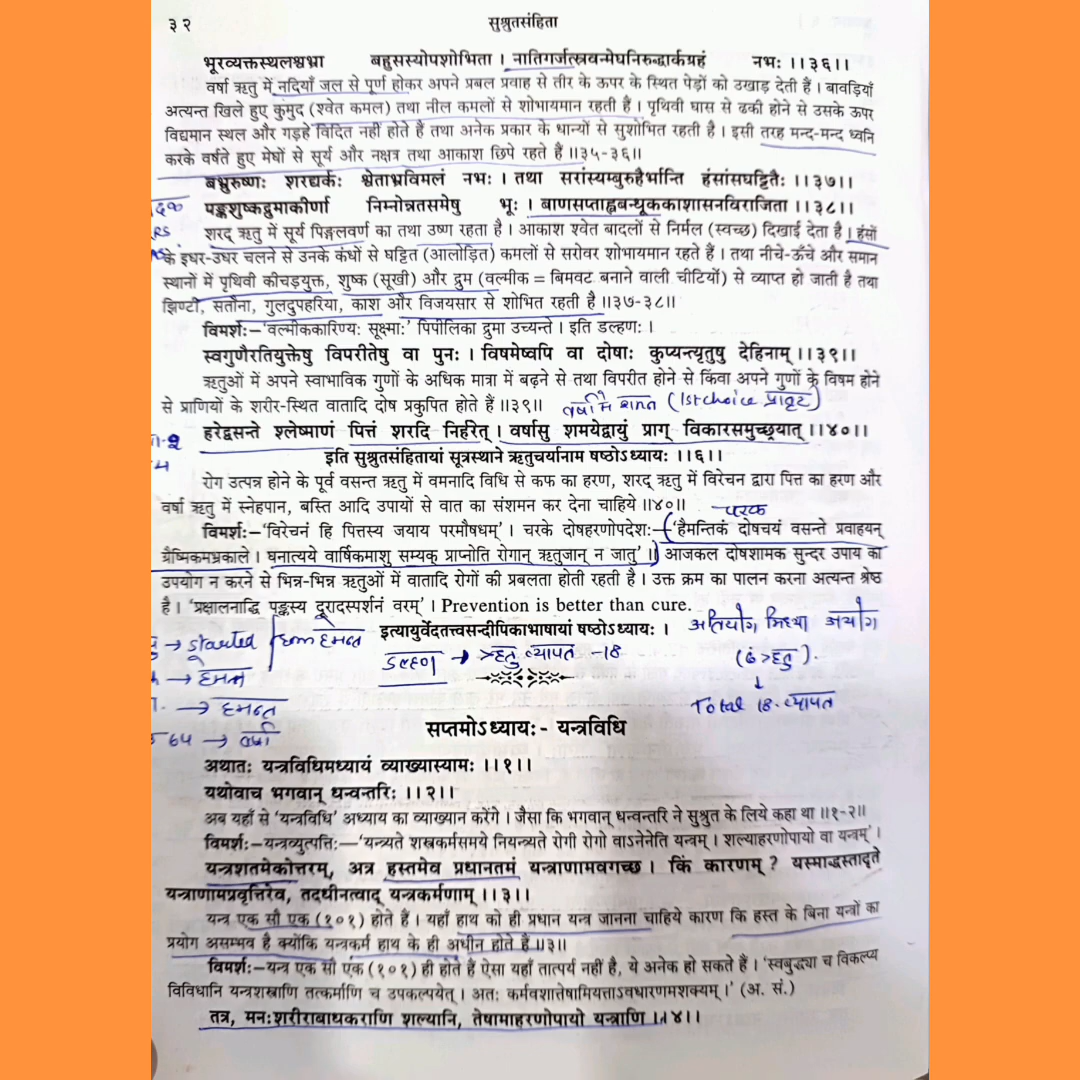 ३२ सुश्रुतसंहिता
भूरव्यक्तस्थलश्वभ्रा बहुसस्योपशोभिता । नातिगर्जत्स्रवन्मेघनिरुद्धार्कग्रहं नभः ।।३६।।
वर्षा ऋतु में नदियाँ जल से पूर्ण होकर अपने प्रबल प्रवाह से तीर के ऊपर के स्थित पेड़ों को उखाड़ देती हैं । बावड़ियाँ
अत्यन्त खिले हुए कुमुद (श्वेत कमल) तथा नील कमलों से शोभायमान रहती हैं । पृथिवी घास से ढकी होने से उसके ऊपर
विद्यमान स्थल और गड़हे विदित नहीं होते हैं तथा अनेक प्रकार के धान्यों से सुशोभित रहती है । इसी तरह मन्द-मन्द ध्वनि
करके वर्षते हुए मेघों से सूर्य और नक्षत्र तथा आकाश छिपे रहते हैं ॥३५-३६॥
बभ्रुरुष्णः शरद्यर्कः श्वेताभ्रविमलं नभः । तथा सरांस्यम्बुरुहैर्भान्ति हंसांसघट्टितैः ।।३७।।
पङ्कशुष्कद्रुमाकीर्णा निम्नोन्नतसमेषु भूः । बाणसप्ताह्वबन्धूककाशासनविराजिता ।।३८।।
शरद् ऋतु में सूर्य पिङ्गलवर्ण का तथा उष्ण रहता है । आकाश श्वेत बादलों से निर्मल (स्वच्छ) दिखाई देता है । हंसों
के इधर-उधर चलने से उनके कंधों से घट्टित (आलोड़ित) कमलों से सरोवर शोभायमान रहते हैं । तथा नीचे-ऊँचे और समान
स्थानों में पृथिवी कीचड़युक्त, शुष्क (सूखी) और द्रुम (वल्मीक = बिमवट बनाने वाली चीटियों) से व्याप्त हो जाती है तथा
झिण्टी, सतौना, गुलदुपहरिया, काश और विजयसार से शोभित रहती है ॥३७-३८॥
विमर्शः–'वल्मीककारिण्यः सूक्ष्माः' पिपीलिका द्रुमा उच्यन्ते । इति डल्हणः ।
स्वगुणैरतियुक्तेषु विपरीतेषु वा पुनः । विषमेष्वपि वा दोषाः कुप्यन्त्यृतुषु देहिनाम् ।।३९।।
ऋतुओं में अपने स्वाभाविक गुणों के अधिक मात्रा में बढ़ने से तथा विपरीत होने से किंवा अपने गुणों के विषम होने
से प्राणियों के शरीर-स्थित वातादि दोष प्रकुपित होते हैं ॥३९॥ वर्षा में शान्त (1st choice प्रावृट)
हरेद्वसन्ते श्लेष्माणं पित्तं शरदि निर्हरेत् । वर्षासु शमयेद्वायुं प्राग् विकारसमुच्छ्रयात् ।।४०।।
इति सुश्रुतसंहितायां सूत्रस्थाने ऋतुचर्यानाम षष्ठोऽध्यायः ।।६।।
रोग उत्पन्न होने के पूर्व वसन्त ऋतु में वमनादि विधि से कफ का हरण, शरद् ऋतु में विरेचन द्वारा पित्त का हरण और
वर्षा ऋतु में स्नेहपान, बस्ति आदि उपायों से वात का संशमन कर देना चाहिये ॥४०॥ चरक
विमर्शः–'विरेचनं हि पित्तस्य जयाय परमौषधम्' । चरके दोषहरणोपदेशः–'हैमन्तिकं दोषचयं वसन्ते प्रवाहयन्
ग्रैष्मिकमभ्रकाले । घनात्यये वार्षिकमाशु सम्यक् प्राप्नोति रोगान् ऋतुजान् न जातु' ।। आजकल दोषशामक सुन्दर उपाय का
उपयोग न करने से भिन्न-भिन्न ऋतुओं में वातादि रोगों की प्रबलता होती रहती है । उक्त क्रम का पालन करना अत्यन्त श्रेष्ठ
है । 'प्रक्षालनाद्धि पङ्कस्य दूरादस्पर्शनं वरम्' । Prevention is better than cure.
इत्यायुर्वेदतत्त्वसन्दीपिकाभाषायां षष्ठोऽध्यायः ।
अतियोग मिथ्या अयोग
→ started from हेमन्त
डल्हण → ऋतु व्यापत -18
(6 ऋतु).
→ हेमन्त
→ हेमन्त
Total 18 व्यापत
→ वर्षा
सप्तमोऽध्यायः - यन्त्रविधि
अथातः यन्त्रविधिमध्यायं व्याख्यास्यामः ।।१।।
यथोवाच भगवान् धन्वन्तरिः ।।२।।
अब यहाँ से 'यन्त्रविधि' अध्याय का व्याख्यान करेंगे । जैसा कि भगवान् धन्वन्तरि ने सुश्रुत के लिये कहा था ॥१-२॥
विमर्शः–यन्त्रव्युत्पत्तिः–'यन्त्र्यते शस्त्रकर्मसमये नियन्त्र्यते रोगी रोगो वाऽनेनेति यन्त्रम् । शल्याहरणोपायो वा यन्त्रम्' ।
यन्त्रशतमेकोत्तरम्, अत्र हस्तमेव प्रधानतमं यन्त्राणामवगच्छ । किं कारणम् ? यस्माद्धस्तादृते
यन्त्राणामप्रवृत्तिरेव, तदधीनत्वाद् यन्त्रकर्मणाम् ।।३।।
यन्त्र एक सौ एक (१०१) होते हैं । यहाँ हाथ को ही प्रधान यन्त्र जानना चाहिये कारण कि हस्त के बिना यन्त्रों का
प्रयोग असम्भव है क्योंकि यन्त्रकर्म हाथ के ही अधीन होते हैं ॥३॥
विमर्शः–यन्त्र एक सौ एक (१०१) ही होते हैं ऐसा यहाँ तात्पर्य नहीं है, ये अनेक हो सकते हैं । 'स्वबुद्ध्या च विकल्प्य
विविधानि यन्त्रशस्त्राणि तत्कर्माणि च उपकल्पयेत् । अतः कर्मवशात्तेषामियत्ताऽवधारणमशक्यम् ।' (अ. सं.)
तत्र, मनःशरीराबाधकराणि शल्यानि, तेषामाहरणोपायो यन्त्राणि ।।४।।